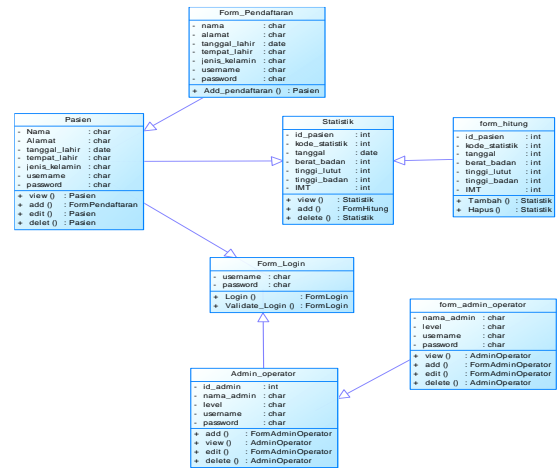 Form_Pendaftaran
- nama : char
- alamat : char
- tanggal_lahir : date
- tempat_lahir : char
- jenis_kelamin : char
- username : char
- password : char
+ Add_pendaftaran () : Pasien
Pasien
- Nama : char
- Alamat : char
- tanggal_lahir : date
- tempat_lahir : char
- jenis_kelamin : char
- username : char
- password : char
+ view () : Pasien
+ add () : FormPendaftaran
+ edit () : Pasien
+ delet () : Pasien
Statistik
- id_pasien : int
- kode_statistik : int
- tanggal : date
- berat_badan : int
- tinggi_lutut : int
- tinggi_badan : int
- IMT : int
+ view () : Statistik
+ add () : FormHitung
+ delete () : Statistik
form_hitung
- id_pasien : int
- kode_statistik : int
- tanggal : int
- berat_badan : int
- tinggi_lutut : int
- tinggi_badan : int
- IMT : int
+ Tambah () : Statistik
+ Hapus () : Statistik
Form_Login
- username : char
- password : char
+ Login () : FormLogin
+ Validate_Login () : FormLogin
form_admin_operator
- nama_admin : char
- level : char
- username : char
- password : char
+ view () : AdminOperator
+ add () : FormAdminOperator
+ edit () : FormAdminOperator
+ delete () : AdminOperator
Admin_operator
- id_admin : int
- nama_admin : char
- level : char
- username : char
- password : char
+ add () : FormAdminOperator
+ view () : AdminOperator
+ edit () : FormAdminOperator
+ delete () : AdminOperator